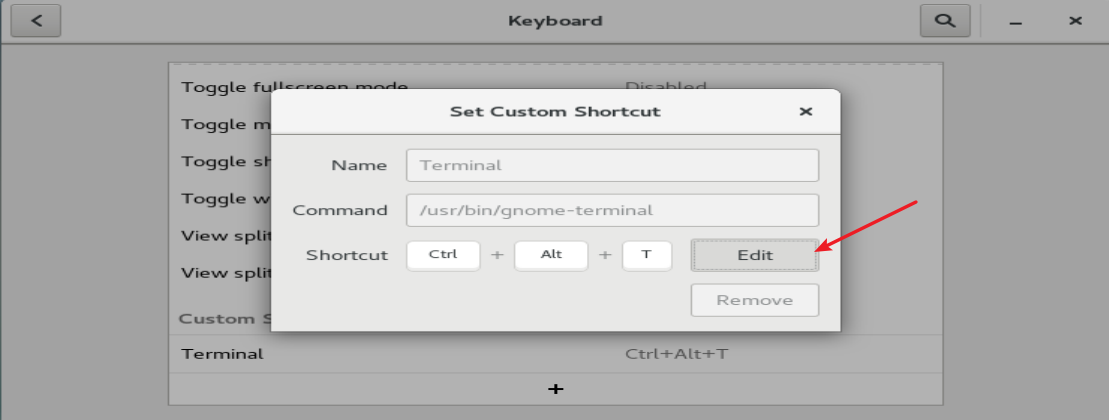 Keyboard
Toggle fullscreen mode Disabled
Set Custom Shortcut
Toggle m
Toggle sh
Name Terminal
Toggle w
Command /usr/bin/gnome-terminal
View split
Shortcut Ctrl + Alt + T Edit
View split
Remove
Custom S
Terminal Ctrl+Alt+T
+